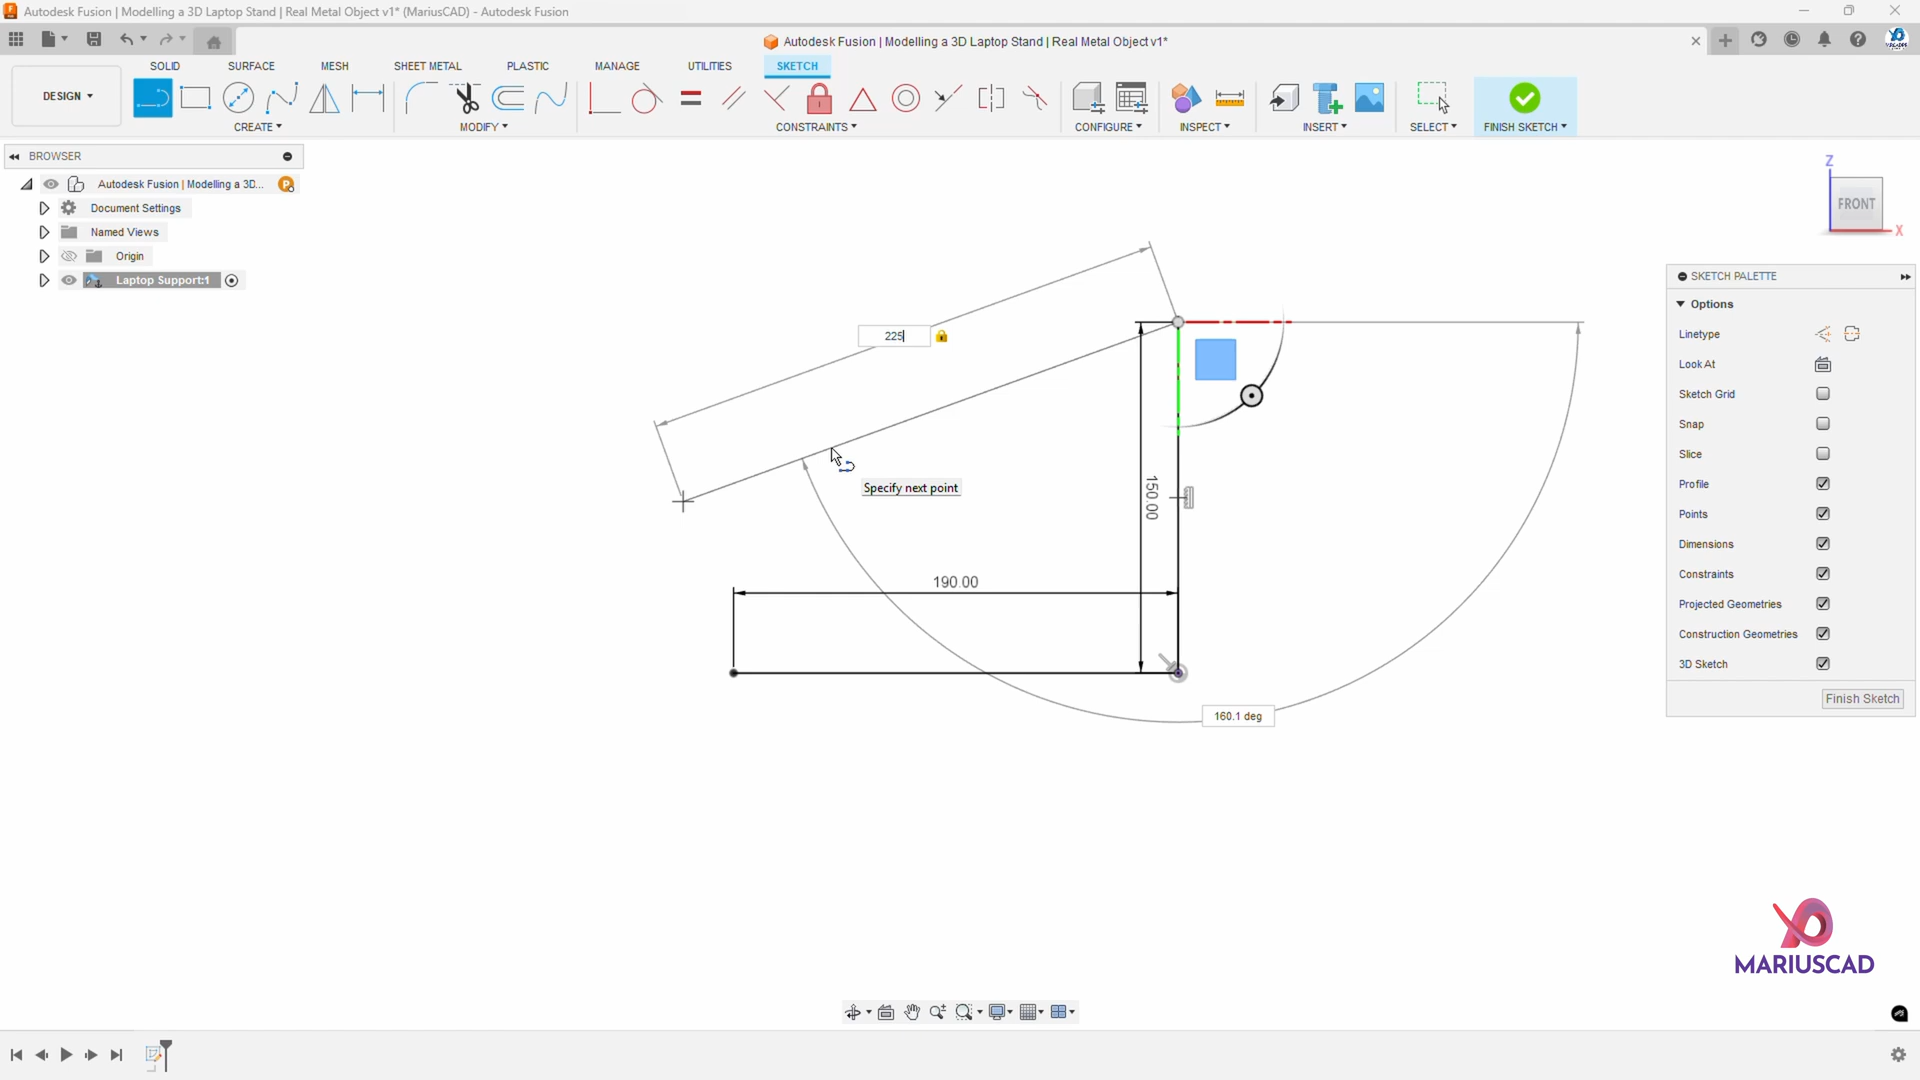 Autodesk Fusion | Modelling a 3D Laptop Stand | Real Metal Object v1* (MariusCAD) - Autodesk Fusion
Autodesk Fusion | Modelling a 3D Laptop Stand | Real Metal Object v1*
SOLID SURFACE MESH SHEET METAL PLASTIC MANAGE UTILITIES SKETCH
DESIGN
CREATE MODIFY CONSTRAINTS CONFIGURE INSPECT INSERT SELECT FINISH SKETCH
BROWSER
Autodesk Fusion | Modelling a 3D...
Document Settings
Named Views
Origin
Laptop Support:1
Z
FRONT
X
225
Specify next point
150.00
190.00
160.1 deg
SKETCH PALETTE
Options
Linetype
Look At
Sketch Grid
Snap
Slice
Profile
Points
Dimensions
Constraints
Projected Geometries
Construction Geometries
3D Sketch
Finish Sketch
MARIUSCAD